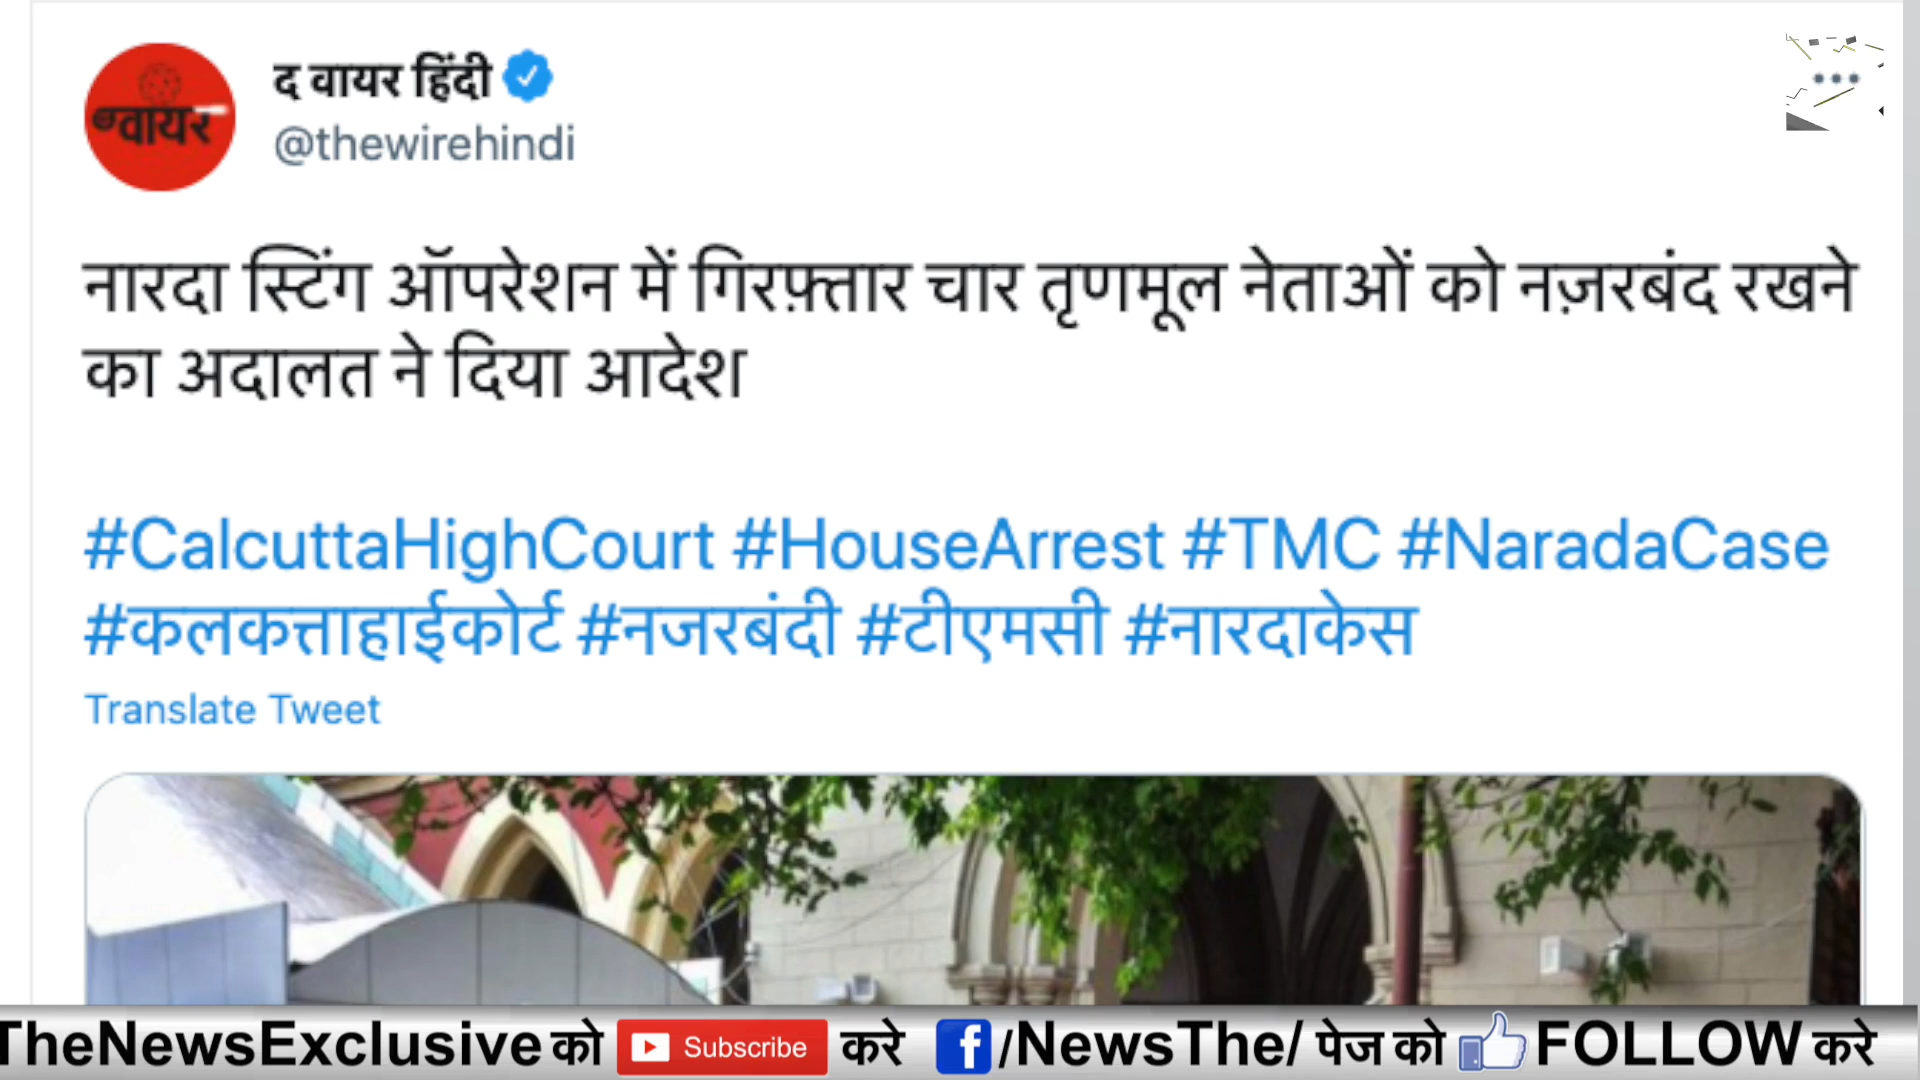 द वायर हिंदी
@thewirehindi
वायर
नारदा स्टिंग ऑपरेशन में गिरफ़्तार चार तृणमूल नेताओं को नज़रबंद रखने
का अदालत ने दिया आदेश
#CalcuttaHighCourt #HouseArrest #TMC #NaradaCase
#कलकत्ताहाईकोर्ट #नजरबंदी #टीएमसी #नारदाकेस
Translate Tweet
TheNewsExclusive को Subscribe करे f/NewsThe/ पेज को FOLLOW करे